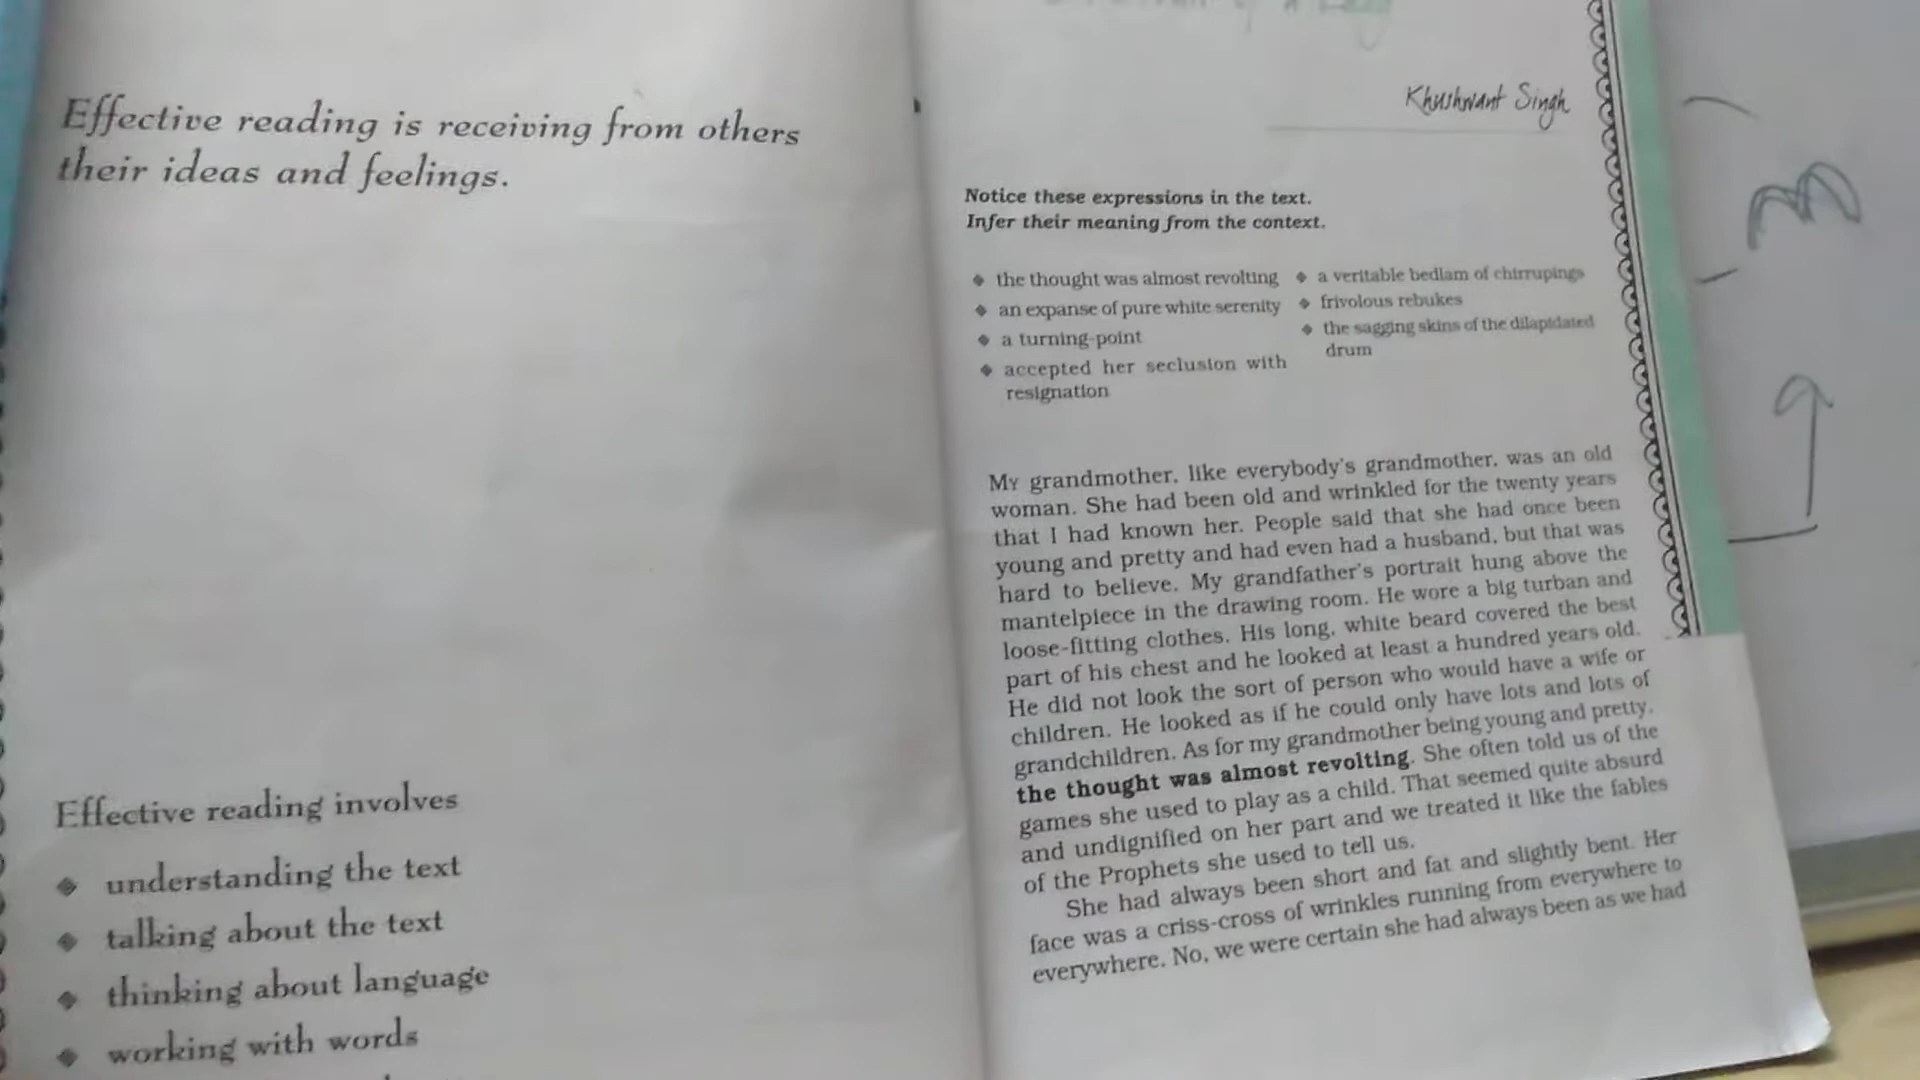 Effective reading is receiving from others
their ideas and feelings.
Effective reading involves
◆ understanding the text
◆ talking about the text
◆ thinking about language
◆ working with words
Khushwant Singh
Notice these expressions in the text.
Infer their meaning from the context.
◆ the thought was almost revolting
◆ an expanse of pure white serenity
◆ a turning-point
◆ accepted her seclusion with
resignation
◆ a veritable bedlam of chirrupings
◆ frivolous rebukes
◆ the sagging skins of the dilapidated
drum
My grandmother, like everybody's grandmother, was an old
woman. She had been old and wrinkled for the twenty years
that I had known her. People said that she had once been
young and pretty and had even had a husband, but that was
hard to believe. My grandfather's portrait hung above the
mantelpiece in the drawing room. He wore a big turban and
loose-fitting clothes. His long, white beard covered the best
part of his chest and he looked at least a hundred years old.
He did not look the sort of person who would have a wife or
children. He looked as if he could only have lots and lots of
grandchildren. As for my grandmother being young and pretty,
the thought was almost revolting. She often told us of the
games she used to play as a child. That seemed quite absurd
and undignified on her part and we treated it like the fables
of the Prophets she used to tell us.
She had always been short and fat and slightly bent. Her
face was a criss-cross of wrinkles running from everywhere to
everywhere. No, we were certain she had always been as we had